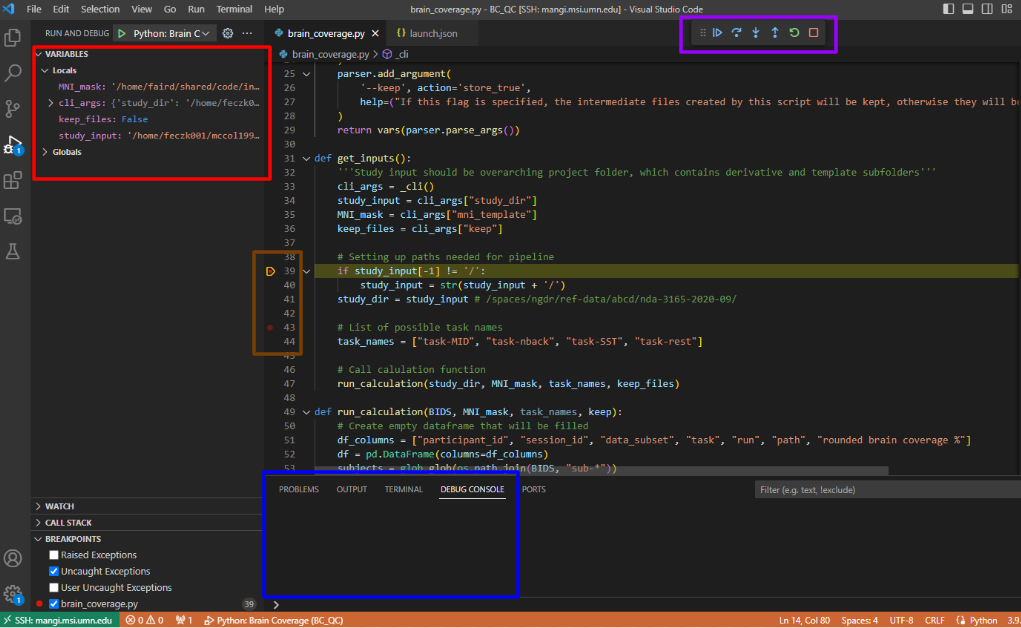 File Edit Selection View Go Run Terminal Help
brain_coverage.py - BC_QC [SSH: mangi.msi.umn.edu] - Visual Studio Code
RUN AND DEBUG Python: Brain C
brain_coverage.py
launch.json
brain_coverage.py > _cli
VARIABLES
Locals
MNI_mask: '/home/faird/shared/code/in...
cli_args: {'study_dir': '/home/feczk0...
keep_files: False
study_input: '/home/feczk001/mccol199...
Globals
25 parser.add_argument(
26 '--keep', action='store_true',
27 help=("If this flag is specified, the intermediate files created by this script will be kept, otherwise they will be
28 )
29 return vars(parser.parse_args())
30
31 def get_inputs():
32 '''Study input should be overarching project folder, which contains derivative and template subfolders'''
33 cli_args = _cli()
34 study_input = cli_args["study_dir"]
35 MNI_mask = cli_args["mni_template"]
36 keep_files = cli_args["keep"]
37
38 # Setting up paths needed for pipeline
39 if study_input[-1] != '/':
40 study_input = str(study_input + '/')
41 study_dir = study_input # /spaces/ngdr/ref-data/abcd/nda-3165-2020-09/
42
43 # List of possible task names
44 task_names = ["task-MID", "task-nback", "task-SST", "task-rest"]
45
46 # Call calulation function
47 run_calculation(study_dir, MNI_mask, task_names, keep_files)
48
49 def run_calculation(BIDS, MNI_mask, task_names, keep):
50 # Create empty dataframe that will be filled
51 df_columns = ["participant_id", "session_id", "data_subset", "task", "run", "path", "rounded brain coverage %"]
52 df = pd.DataFrame(columns=df_columns)
53 subjects = glob.glob(os.path.join(BIDS, "sub-*"))
PROBLEMS OUTPUT TERMINAL DEBUG CONSOLE PORTS
Filter (e.g. text, !exclude)
WATCH
CALL STACK
BREAKPOINTS
Raised Exceptions
Uncaught Exceptions
User Uncaught Exceptions
brain_coverage.py 39
1
1
SSH: mangi.msi.umn.edu 0 0 1 Python: Brain Coverage (BC_QC) Ln 14, Col 80 Spaces: 4 UTF-8 CRLF Python 3.9.